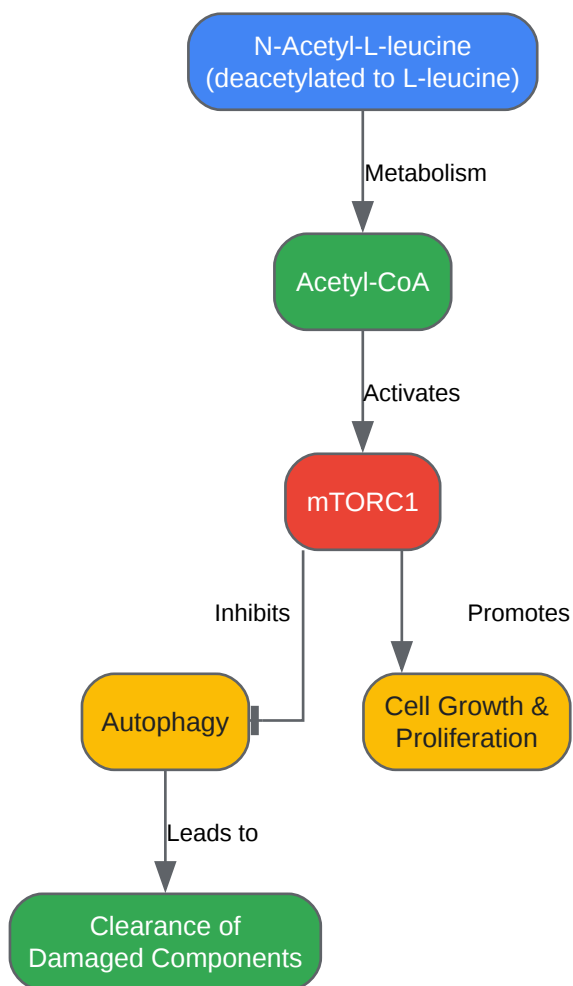 N-Acetyl-L-leucine
(deacetylated to L-leucine)
Metabolism
Acetyl-CoA
Activates
mTORC1
Inhibits
Promotes
Autophagy
Cell Growth &
Proliferation
Leads to
Clearance of
Damaged Components